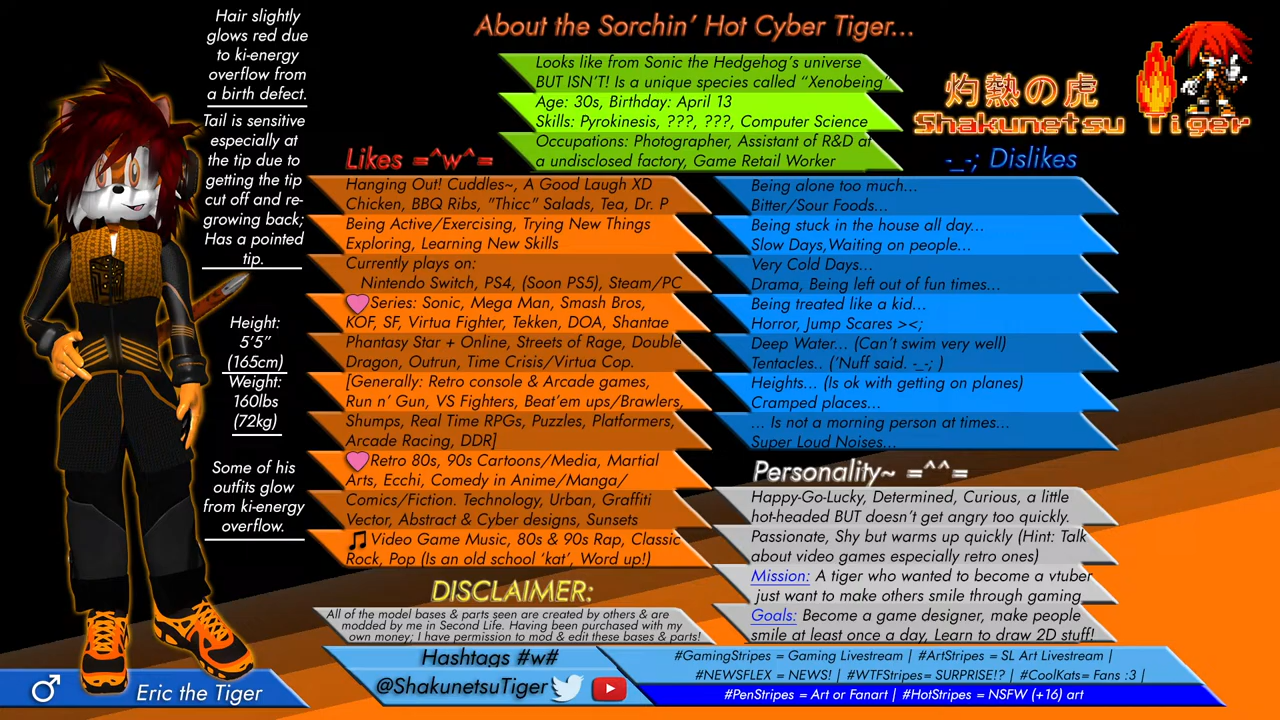 Hair slightly
glows red due
to ki-energy
overflow from
a birth defect.
Tail is sensitive
especially at
the tip due to
getting the tip
cut off and re-
growing back;
Has a pointed
tip.
Height:
5’5”
(165cm)
Weight:
160lbs
(72kg)
Some of his
outfits glow
from ki-energy
overflow.
♂ Eric the Tiger
About the Sorchin’ Hot Cyber Tiger...
Looks like from Sonic the Hedgehog’s universe
BUT ISN’T! Is a unique species called “Xenobeing”
Age: 30s, Birthday: April 13
Skills: Pyrokinesis, ???, ???, Computer Science
Occupations: Photographer, Assistant of R&D at
a undisclosed factory, Game Retail Worker
灼熱の虎
Shakunetsu Tiger
Likes =^w^=
Hanging Out! Cuddles~, A Good Laugh XD
Chicken, BBQ Ribs, "Thicc" Salads, Tea, Dr. P
Being Active/Exercising, Trying New Things
Exploring, Learning New Skills
Currently plays on:
Nintendo Switch, PS4, (Soon PS5), Steam/PC
Series: Sonic, Mega Man, Smash Bros,
KOF, SF, Virtua Fighter, Tekken, DOA, Shantae
Phantasy Star + Online, Streets of Rage, Double
Dragon, Outrun, Time Crisis/Virtua Cop.
[Generally: Retro console & Arcade games,
Run n’ Gun, VS Fighters, Beat’em ups/Brawlers,
Shumps, Real Time RPGs, Puzzles, Platformers,
Arcade Racing, DDR]
Retro 80s, 90s Cartoons/Media, Martial
Arts, Ecchi, Comedy in Anime/Manga/
Comics/Fiction. Technology, Urban, Graffiti
Vector, Abstract & Cyber designs, Sunsets
Video Game Music, 80s & 90s Rap, Classic
Rock, Pop (Is an old school ‘kat’, Word up!)
-_-; Dislikes
Being alone too much...
Bitter/Sour Foods...
Being stuck in the house all day...
Slow Days,Waiting on people...
Very Cold Days...
Drama, Being left out of fun times...
Being treated like a kid...
Horror, Jump Scares ><;
Deep Water... (Can’t swim very well)
Tentacles.. (’Nuff said. -_-; )
Heights... (Is ok with getting on planes)
Cramped places...
... Is not a morning person at times...
Super Loud Noises...
Personality~ =^^=
Happy-Go-Lucky, Determined, Curious, a little
hot-headed BUT doesn’t get angry too quickly.
Passionate, Shy but warms up quickly (Hint: Talk
about video games especially retro ones)
Mission: A tiger who wanted to become a vtuber
just want to make others smile through gaming
Goals: Become a game designer, make people
smile at least once a day, Learn to draw 2D stuff!
DISCLAIMER:
All of the model bases & parts seen are created by others & are
modded by me in Second Life. Having been purchased with my
own money; I have permission to mod & edit these bases & parts!
Hashtags #w#
@ShakunetsuTiger
#GamingStripes = Gaming Livestream | #ArtStripes = SL Art Livestream |
#NEWSFLEX = NEWS! | #WTFStripes= SURPRISE!? | #CoolKats= Fans :3 |
#PenStripes = Art or Fanart | #HotStripes = NSFW (+16) art